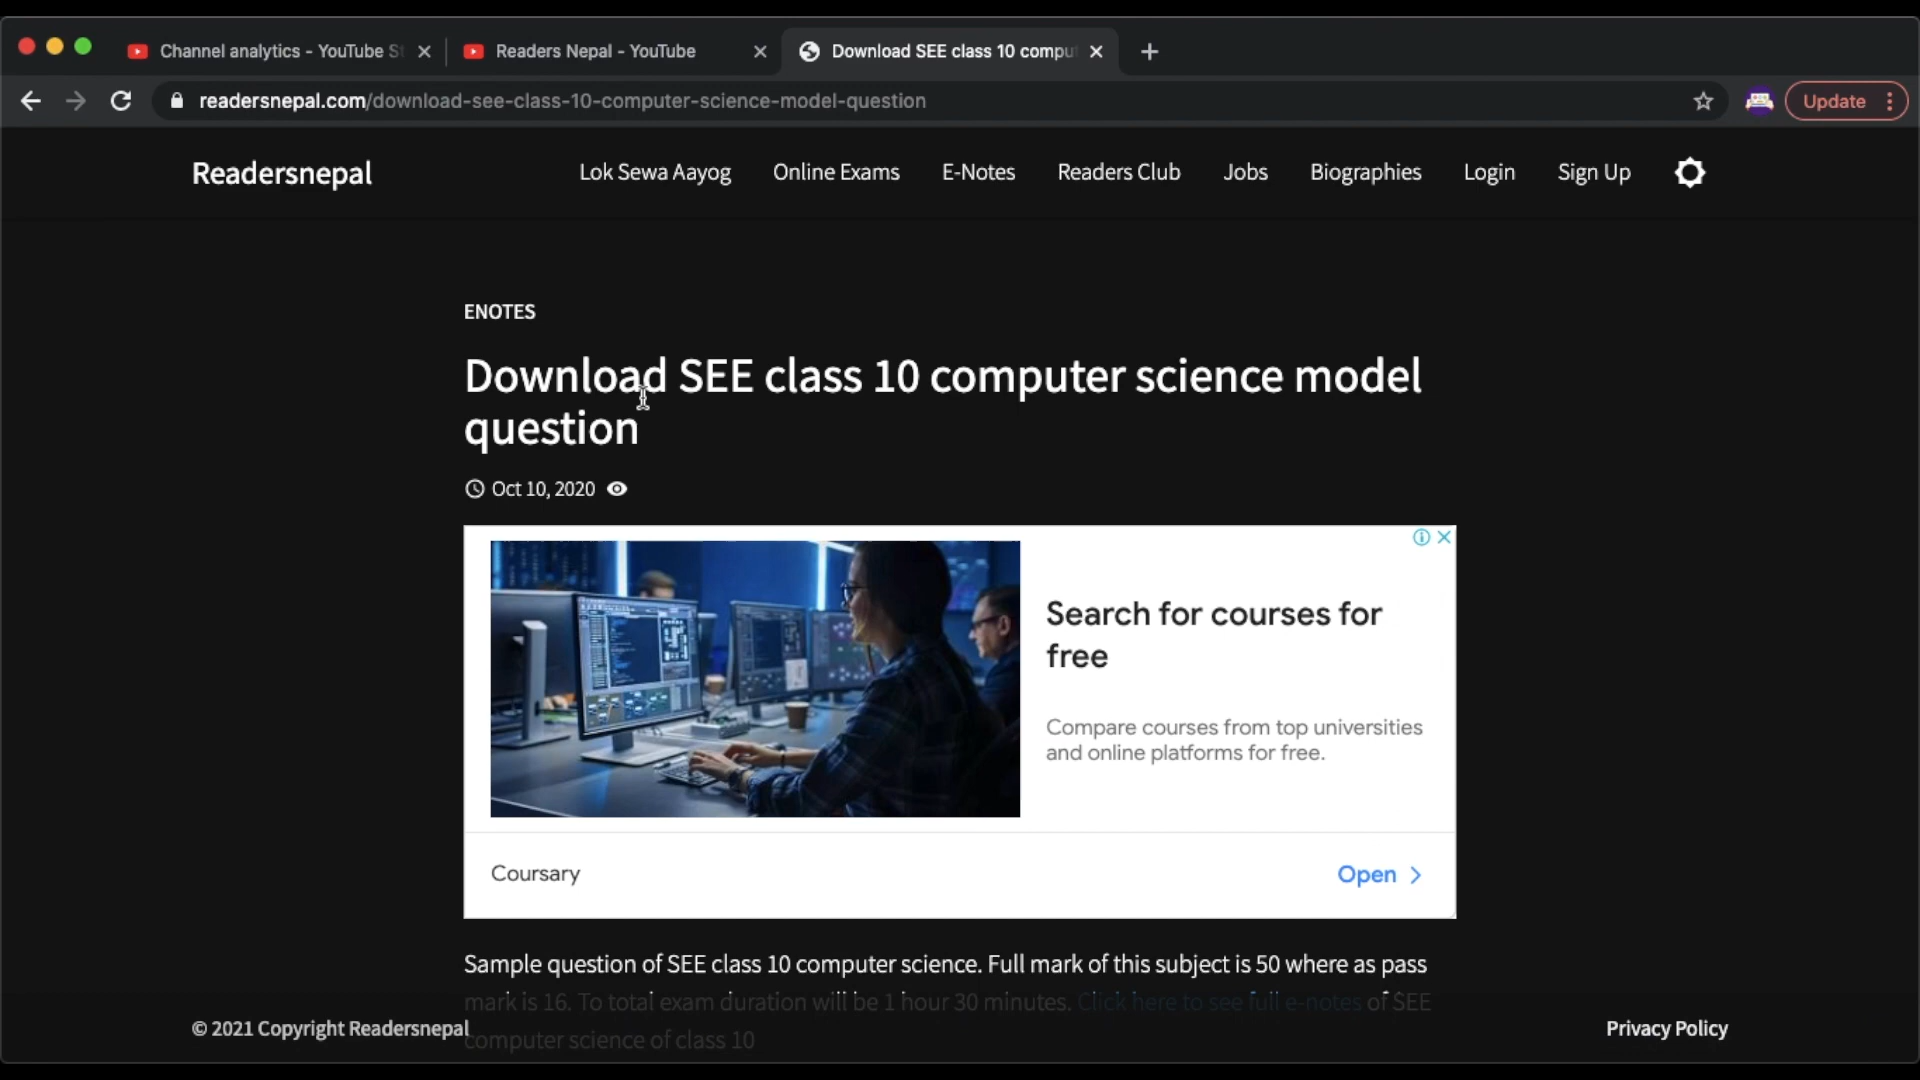 Channel analytics - YouTube St
Readers Nepal - YouTube
Download SEE class 10 compu
readersnepal.com/download-see-class-10-computer-science-model-question
Update
Readersnepal
Lok Sewa Aayog
Online Exams
E-Notes
Readers Club
Jobs
Biographies
Login
Sign Up
ENOTES
Download SEE class 10 computer science model
question
Oct 10, 2020
Search for courses for
free
Compare courses from top universities
and online platforms for free.
Coursary
Open
Sample question of SEE class 10 computer science. Full mark of this subject is 50 where as pass
mark is 16. To total exam duration will be 1 hour 30 minutes. Click here to see full e-notes of SEE
computer science of class 10
© 2021 Copyright Readersnepal
Privacy Policy